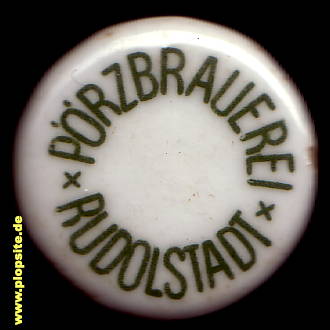 PÖRZBRAUEREI
× RUDOLSTADT ×
www.plopsite.de